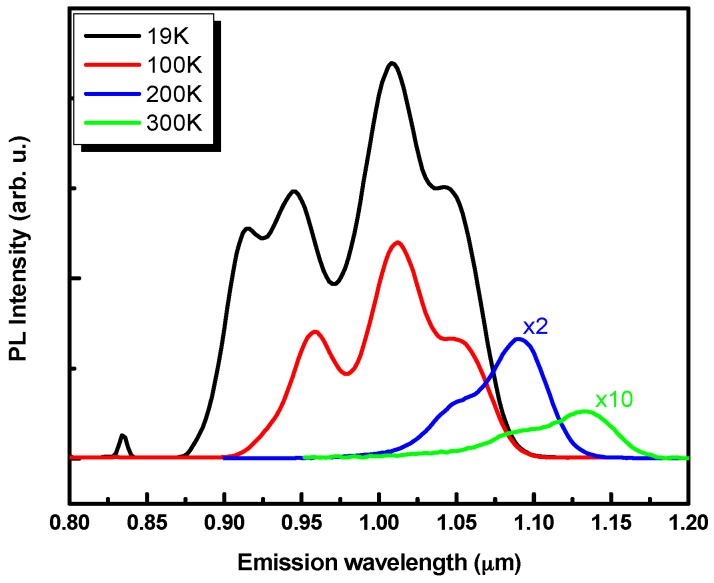 19K
100K
200K
300K
PL Intensity (arb. u.)
x2
x10
0.80 0.85 0.90 0.95 1.00 1.05 1.10 1.15 1.20
Emission wavelength (μm)